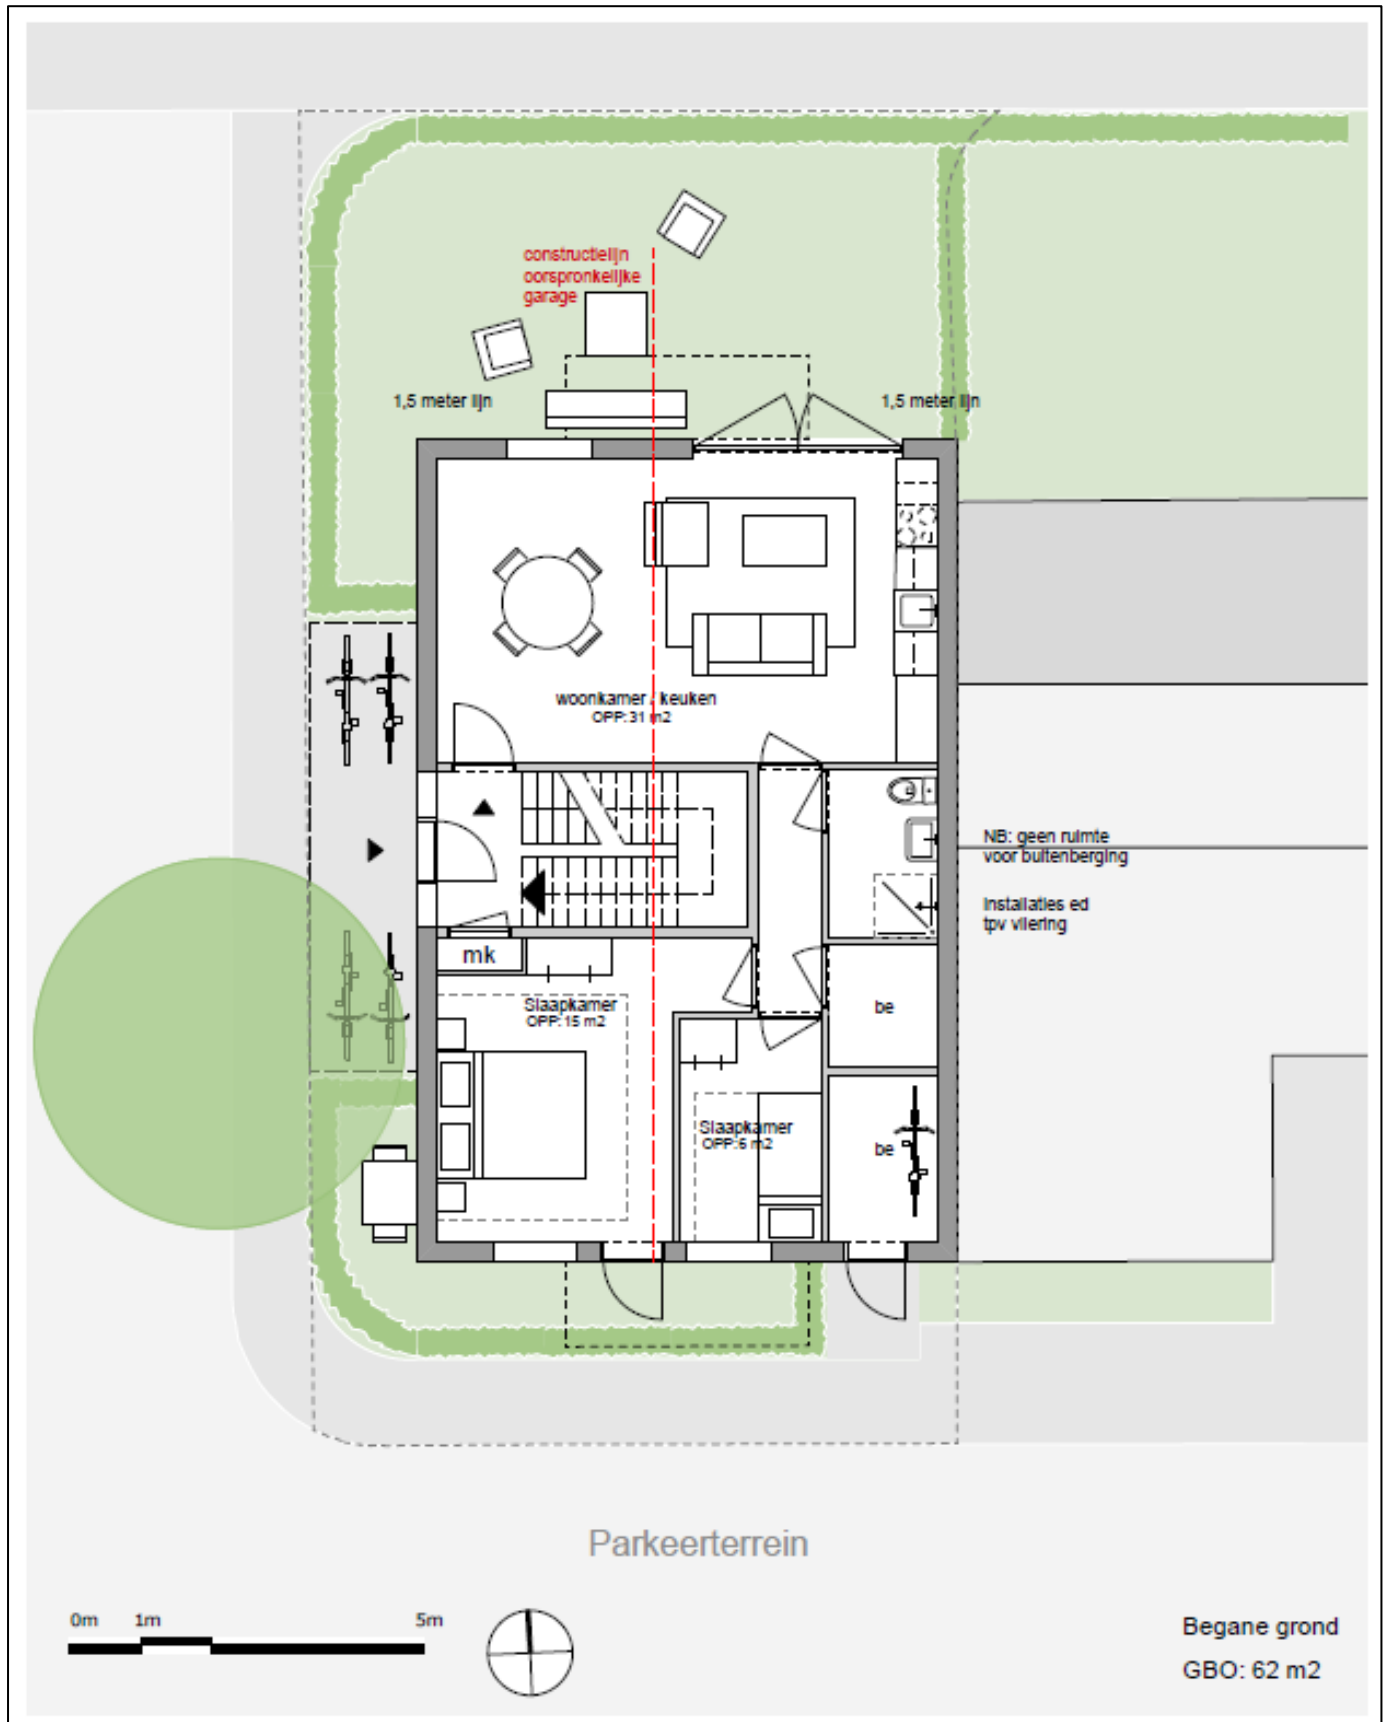 constructielijn
oorspronkelijke
garage
1,5 meter lijn
1,5 meter lijn
woonkamer / keuken
OPP: 31 m2
NB: geen ruimte
voor buitenberging
Installaties ed
tpv vliering
mk
Slaapkamer
OPP: 15 m2
be
Slaapkamer
OPP:6 m2
be
Parkeerterrein
0m 1m 5m
Begane grond
GBO: 62 m2